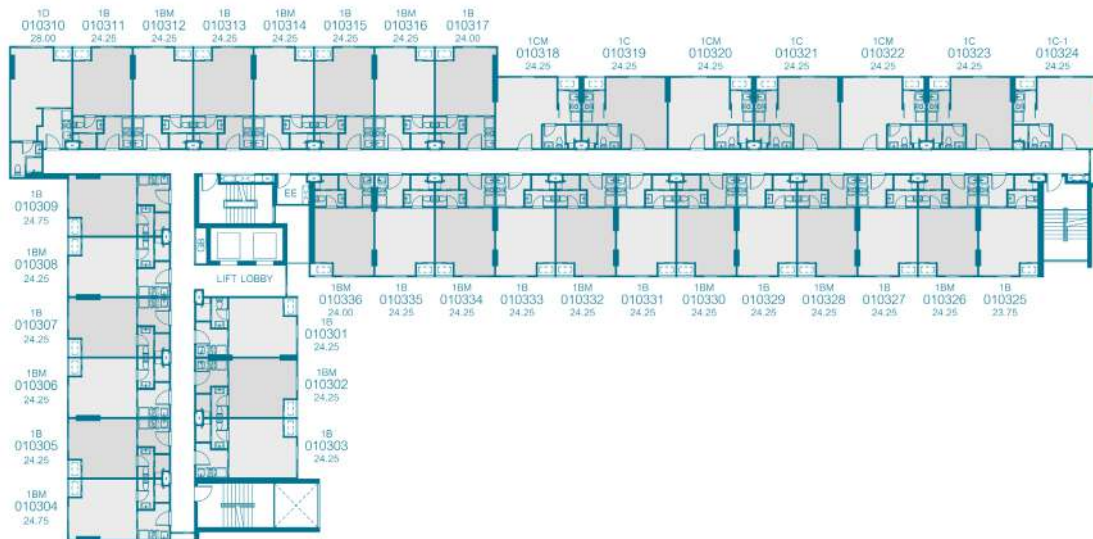 1D
010310
28.00
1B
010311
24.25
1BM
010312
24.25
1B
010313
24.25
1BM
010314
24.25
1B
010315
24.25
1BM
010316
24.25
1B
010317
24.00
1CM
010318
24.25
1C
010319
24.25
1CM
010320
24.25
1C
010321
24.25
1CM
010322
24.25
1C
010323
24.25
1C-1
010324
24.25
1B
010309
24.75
1BM
010308
24.25
1B
010307
24.25
1BM
010306
24.25
1B
010305
24.25
1BM
010304
24.75
EE
LIFT LOBBY
1BM
010336
24.00
1B
010335
24.25
1BM
010334
24.25
1B
010333
24.25
1BM
010332
24.25
1B
010331
24.25
1BM
010330
24.25
1B
010329
24.25
1BM
010328
24.25
1B
010327
24.25
1BM
010326
24.25
1B
010325
23.75
1B
010301
24.25
1BM
010302
24.25
1B
010303
24.25